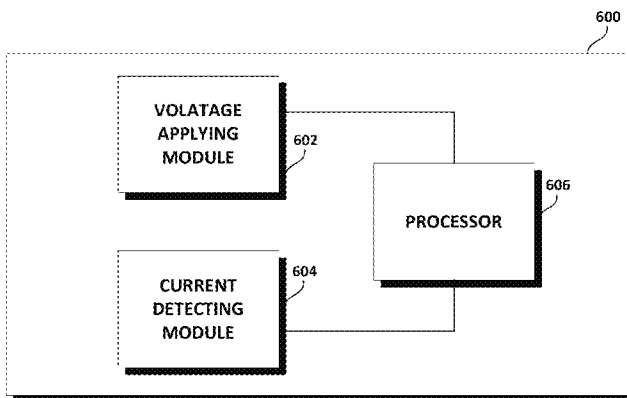 600
VOLATAGE
APPLYING
MODULE
602
PROCESSOR
606
CURRENT
DETECTING
MODULE
604